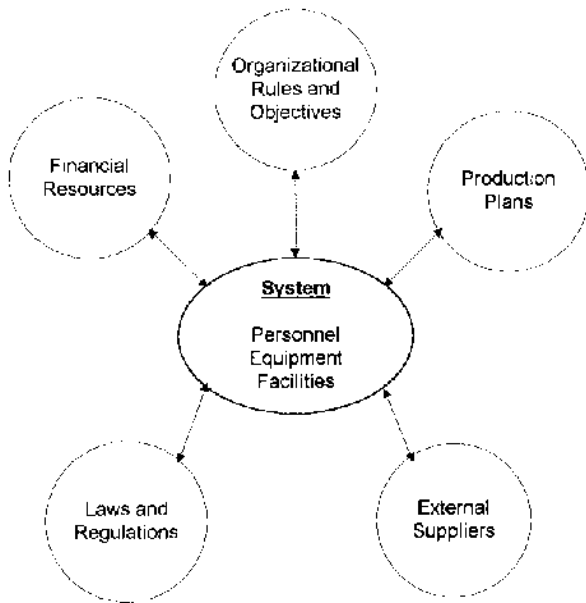 Organizational
Rules and
Objectives
Financial
Resources
Production
Plans
System
Personnel
Equipment
Facilities
Laws and
Regulations
External
Suppliers